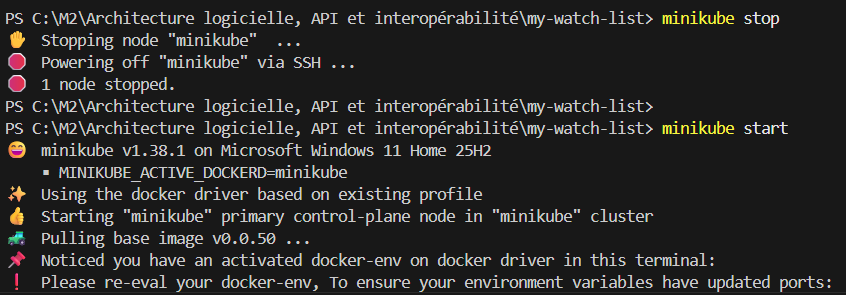 PS C:\M2\Architecture logicielle, API et interopérabilité\my-watch-list> minikube stop
✋ Stopping node "minikube" ...
🛑 Powering off "minikube" via SSH ...
🛑 1 node stopped.
PS C:\M2\Architecture logicielle, API et interopérabilité\my-watch-list>
PS C:\M2\Architecture logicielle, API et interopérabilité\my-watch-list> minikube start
😄 minikube v1.38.1 on Microsoft Windows 11 Home 25H2
▪ MINIKUBE_ACTIVE_DOCKERD=minikube
✨ Using the docker driver based on existing profile
👍 Starting "minikube" primary control-plane node in "minikube" cluster
🚜 Pulling base image v0.0.50 ...
📌 Noticed you have an activated docker-env on docker driver in this terminal:
❗ Please re-eval your docker-env, To ensure your environment variables have updated ports: